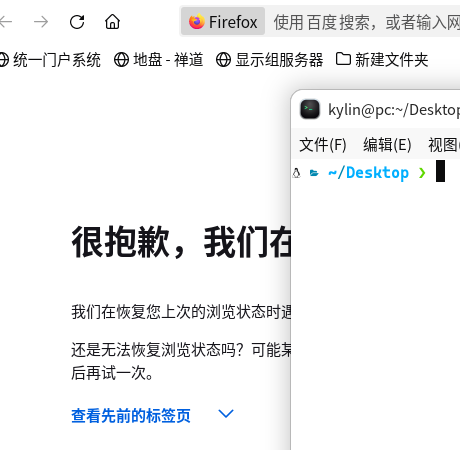 Firefox 使用百度搜索，或者输入网
统一门户系统 地盘 - 禅道 显示组服务器 新建文件夹
kylin@pc:~/Desktop
文件(F) 编辑(E) 视图(
~/Desktop ❯
很抱歉，我们在
我们在恢复您上次的浏览状态时遇
还是无法恢复浏览状态吗？可能某
后再试一次。
查看先前的标签页